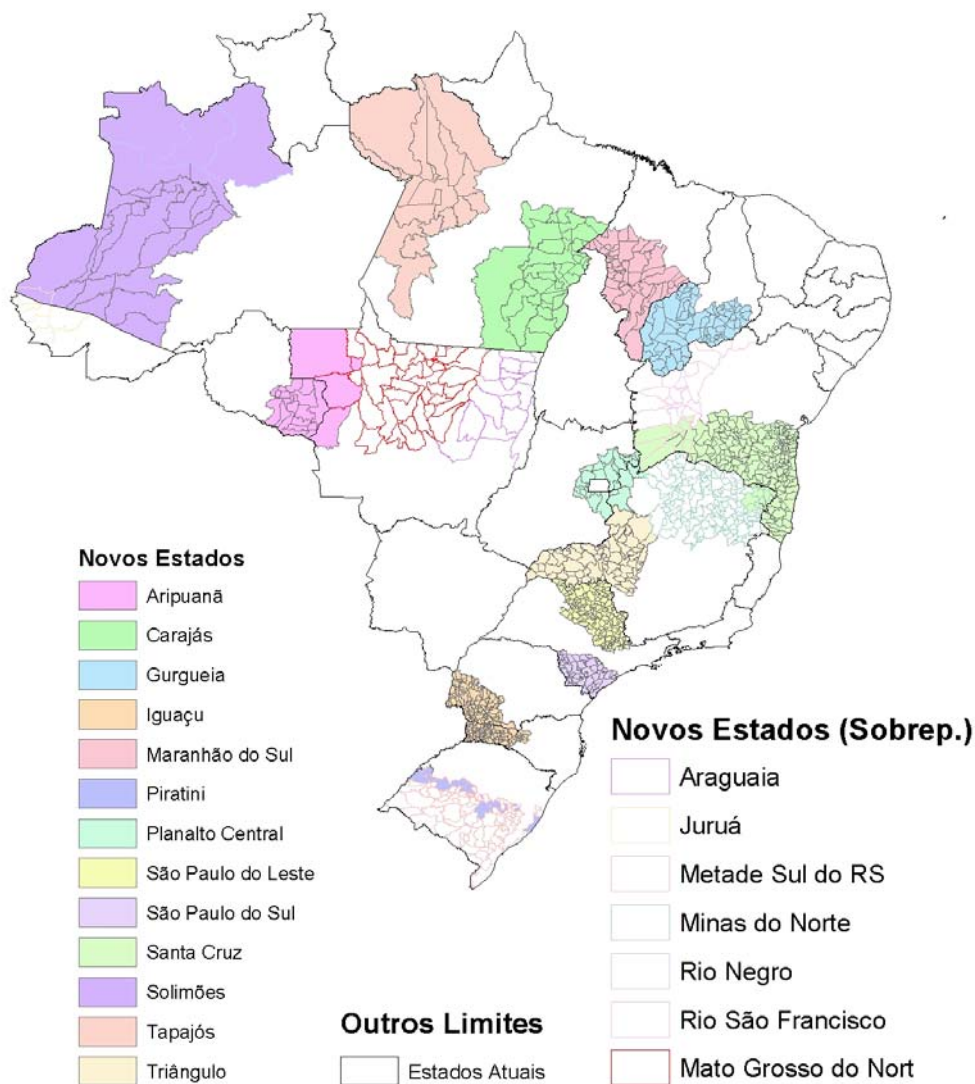 Novos Estados
Aripuanã
Carajás
Gurgueia
Iguaçu
Maranhão do Sul
Piratini
Planalto Central
São Paulo do Leste
São Paulo do Sul
Santa Cruz
Solimões
Tapajós
Triângulo
Outros Limites
Estados Atuais
Novos Estados (Sobrep.)
Araguaia
Juruá
Metade Sul do RS
Minas do Norte
Rio Negro
Rio São Francisco
Mato Grosso do Nort